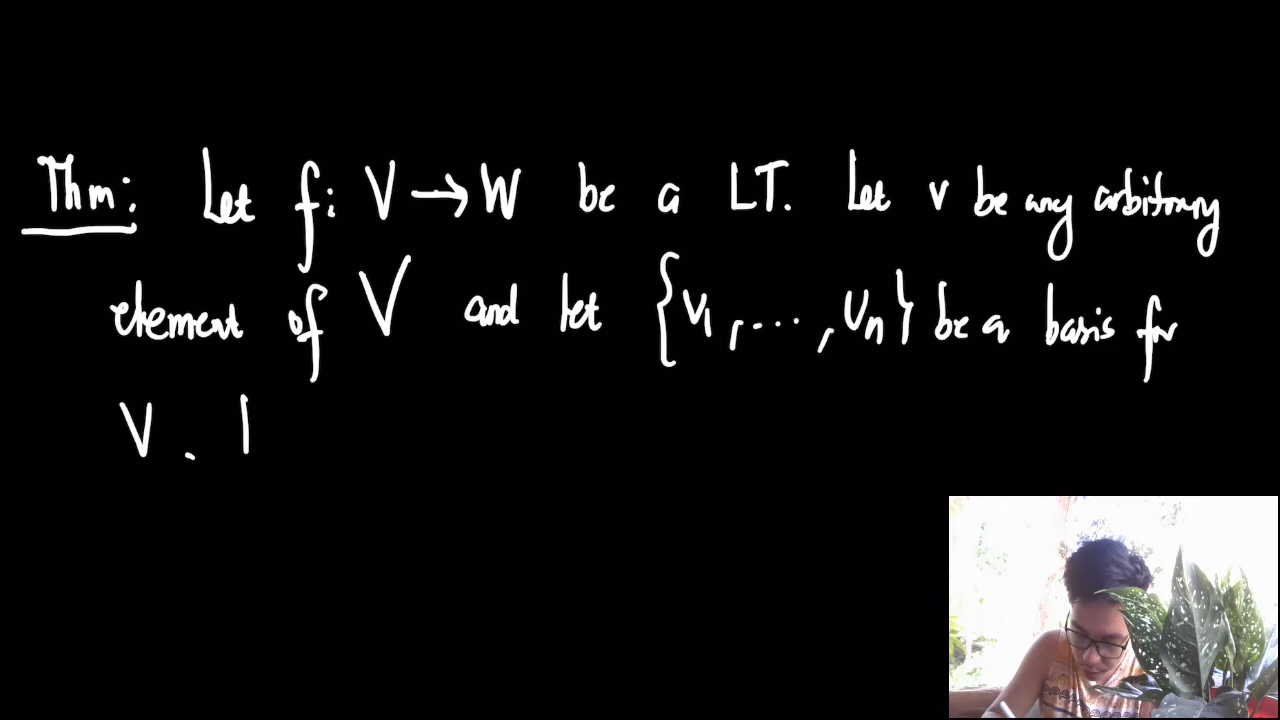 Thm: Let f: V → W be a LT. Let v be any arbitrary
element of V and let {v₁, ..., vₙ} be a basis for
V. I